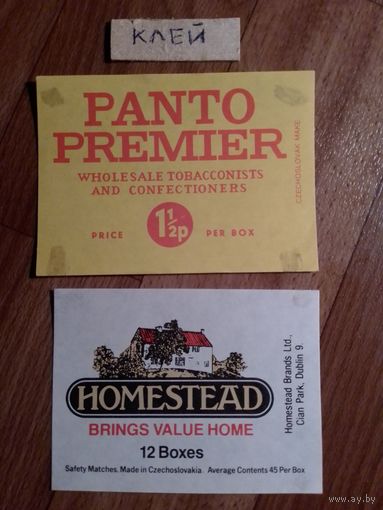 КЛЕЙ
PANTO
PREMIER
WHOLESALE TOBACCONISTS
AND CONFECTIONERS
PRICE 1½p PER BOX
CZECHOSLOVAK MAKE
HOMESTEAD
BRINGS VALUE HOME
12 Boxes
Safety Matches. Made in Czechoslovakia. Average Contents 45 Per Box
Homestead Brands Ltd.,
Cian Park, Dublin 9.
ay.by